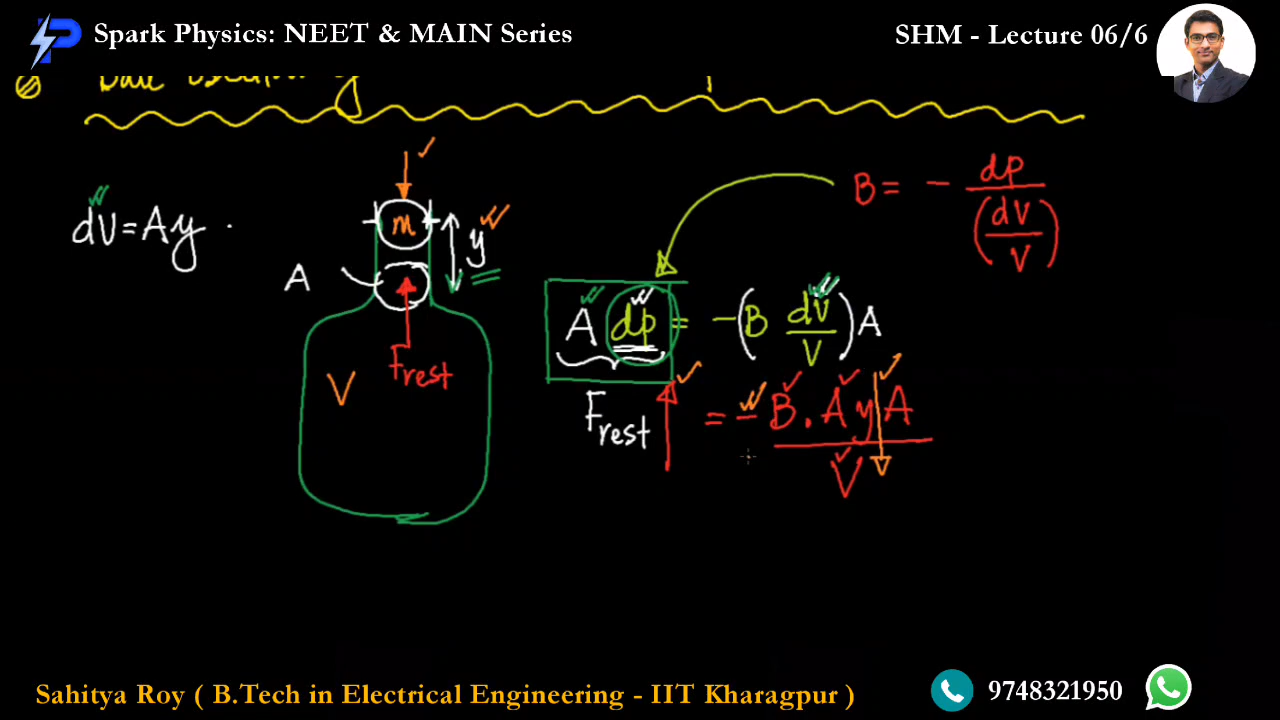 Spark Physics: NEET & MAIN Series
SHM - Lecture 06/6
B = - dp / (dV / V)
dV = Ay
m
y
A
A dp = - (B dV / V) A
Frest
V
Frest = - B . A y A / V
Sahitya Roy ( B.Tech in Electrical Engineering - IIT Kharagpur )
9748321950